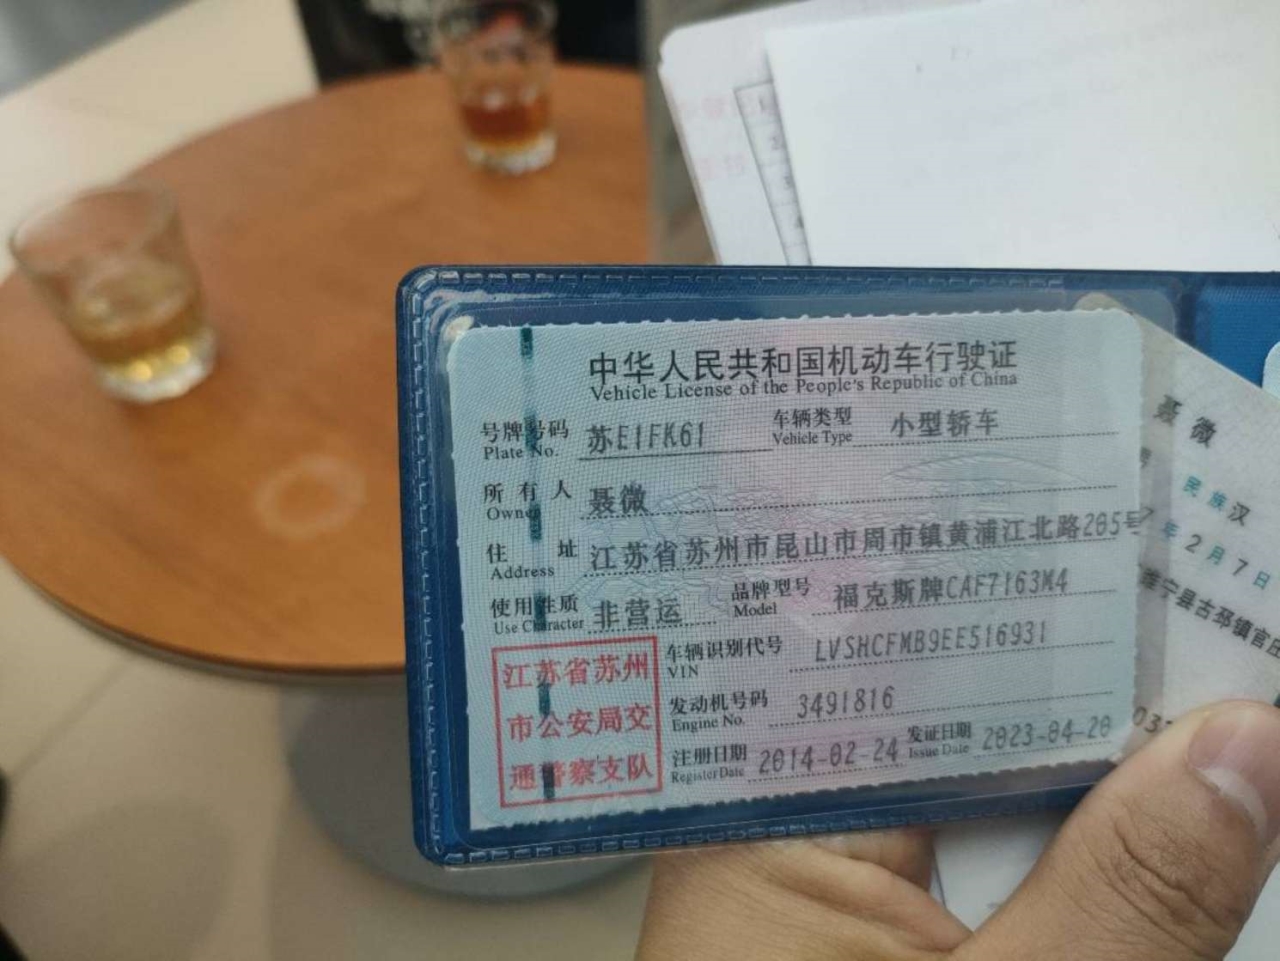 中华人民共和国机动车行驶证
Vehicle License of the People's Republic of China
号牌号码 苏E1FK61 车辆类型 小型轿车
Plate No. Vehicle Type
所有人 聂微
Owner
住址 江苏省苏州市昆山市周市镇黄浦江北路205号
Address
使用性质 非营运 品牌型号 福克斯牌CAF7163M4
Use Character Model
江苏省苏州
市公安局交
通警察支队
车辆识别代号 LVSHCFMB9EE516931
VIN
发动机号码 3491816
Engine No.
注册日期 2014-02-24 发证日期 2023-04-20
Register Date Issue Date
聂微
民族汉
7年2月7日
睢宁县古邳镇官庄
03